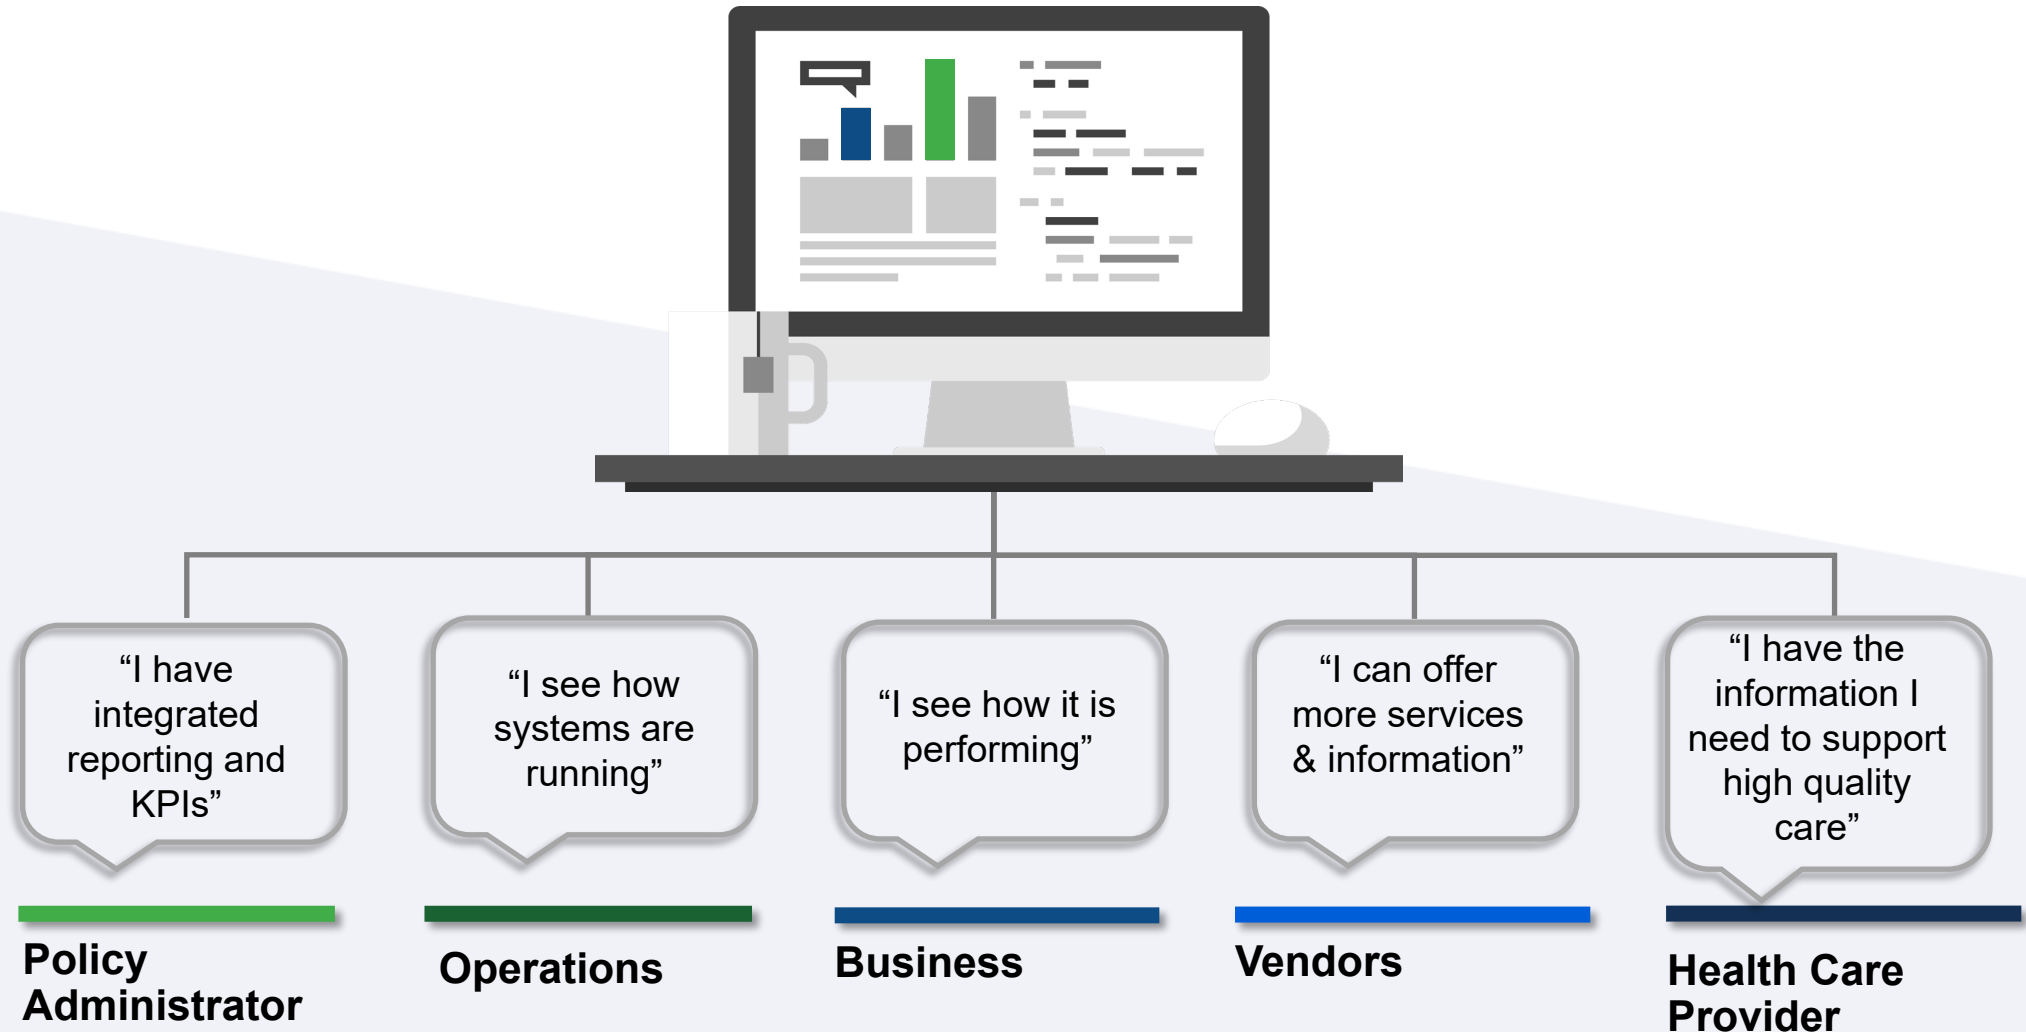 “I have
integrated
reporting and
KPIs”
“I see how
systems are
running”
“I see how it is
performing”
“I can offer
more services
& information”
“I have the
information I
need to support
high quality
care”
Policy
Administrator
Operations
Business
Vendors
Health Care
Provider